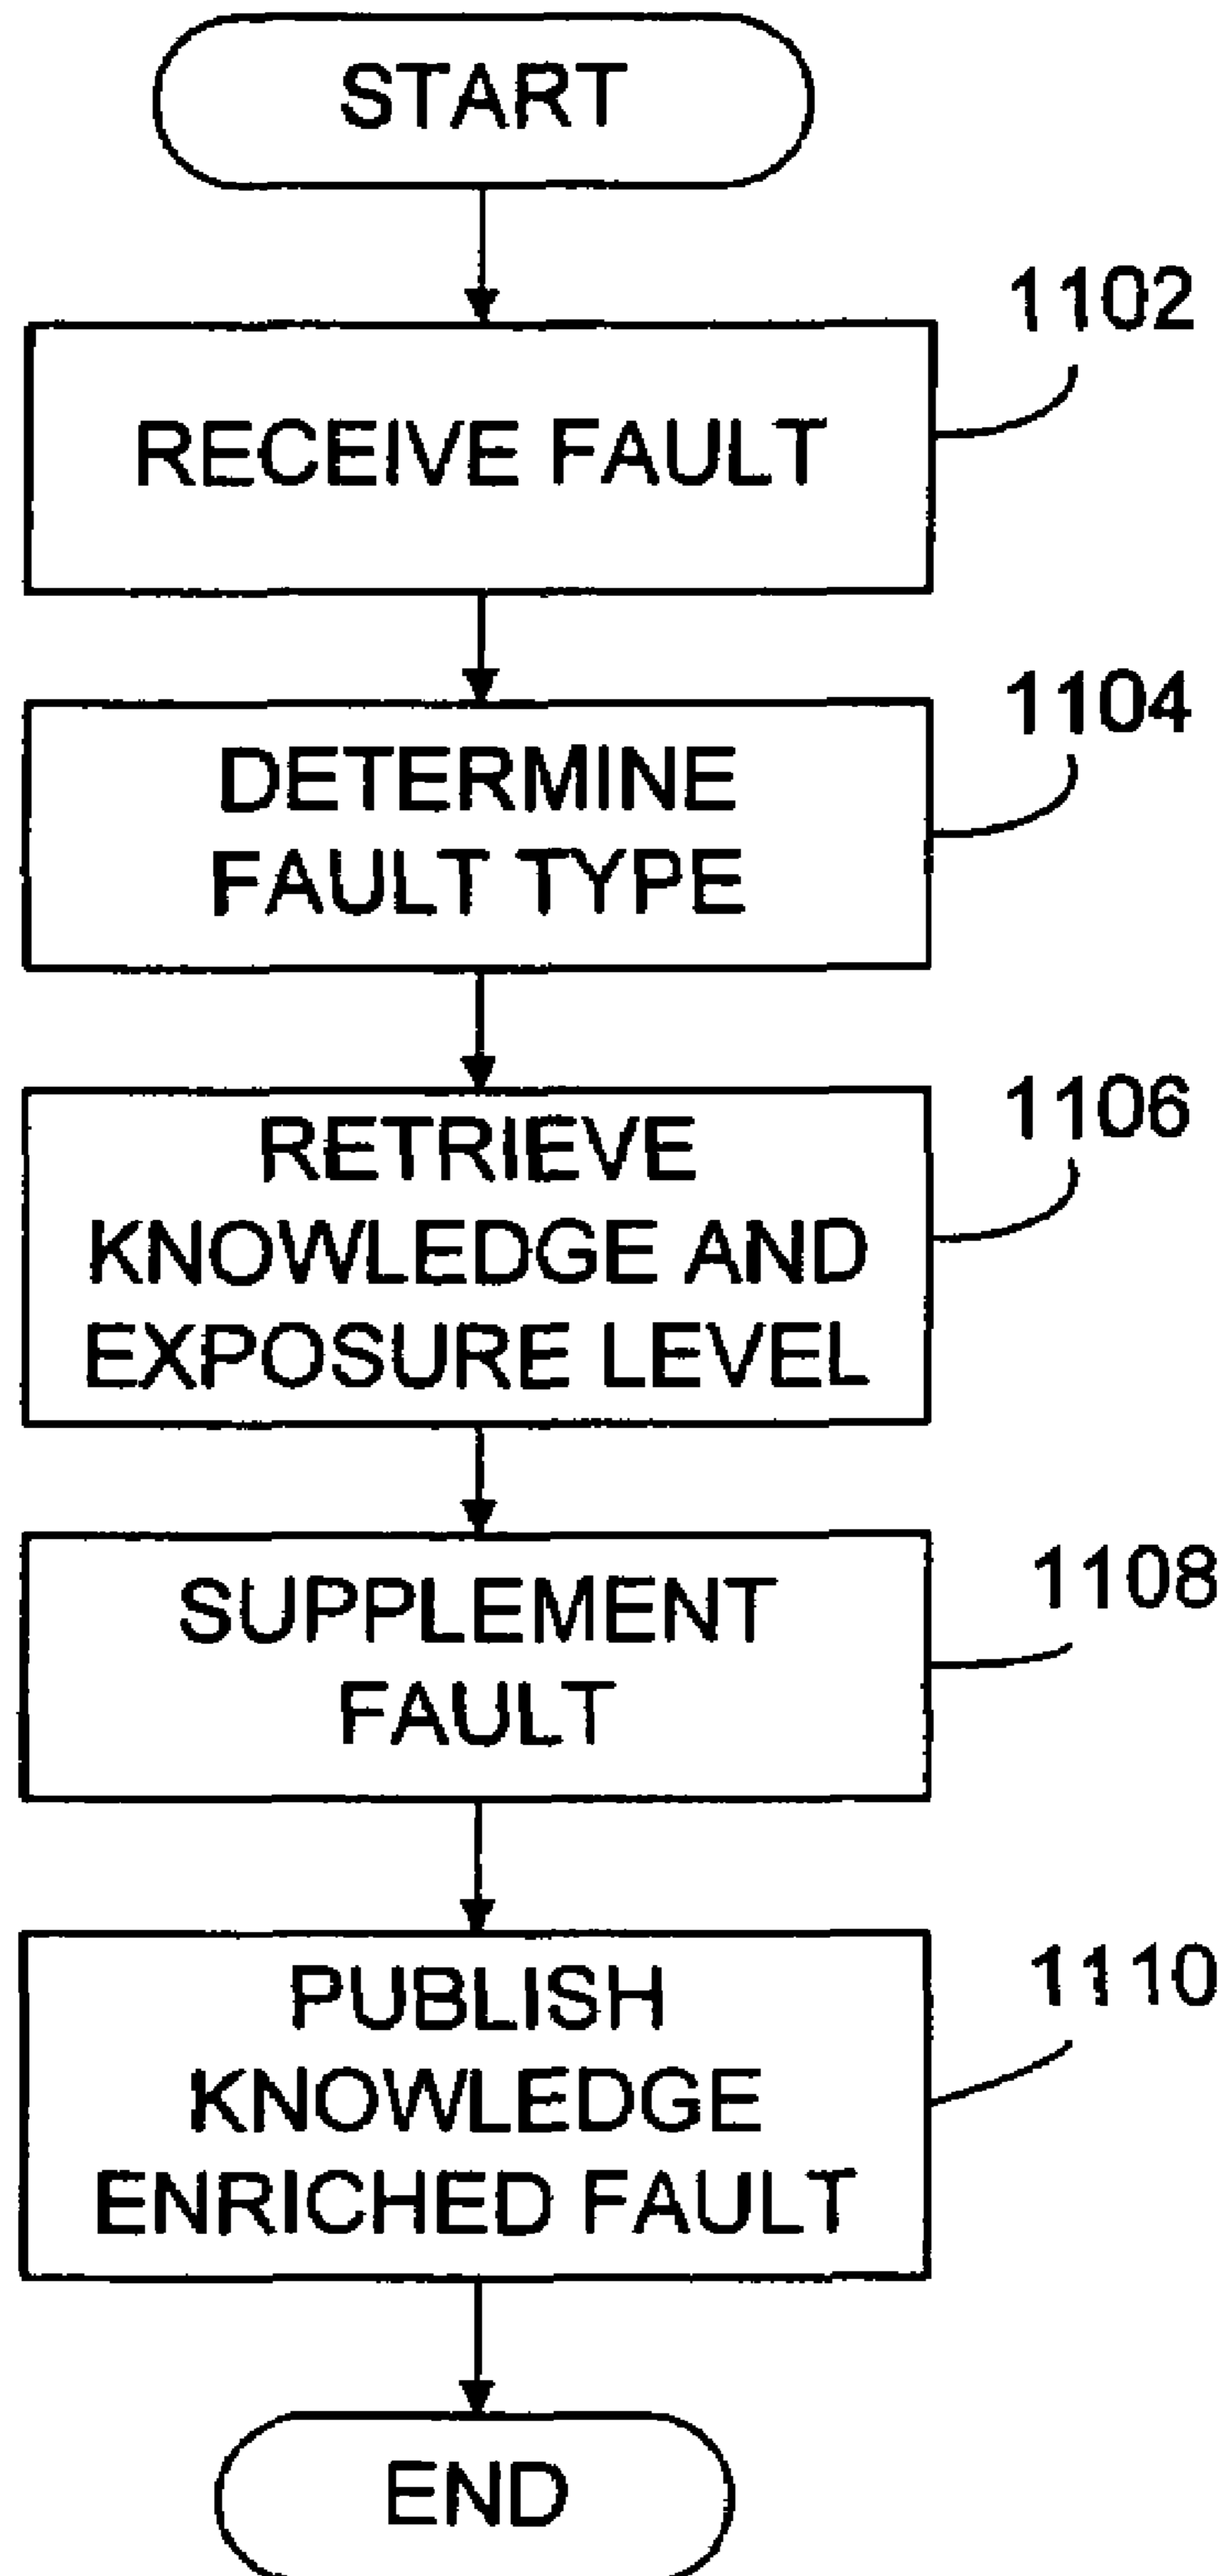 START
1102
RECEIVE FAULT
1104
DETERMINE
FAULT TYPE
1106
RETRIEVE
KNOWLEDGE AND
EXPOSURE LEVEL
1108
SUPPLEMENT
FAULT
1110
PUBLISH
KNOWLEDGE
ENRICHED FAULT
END